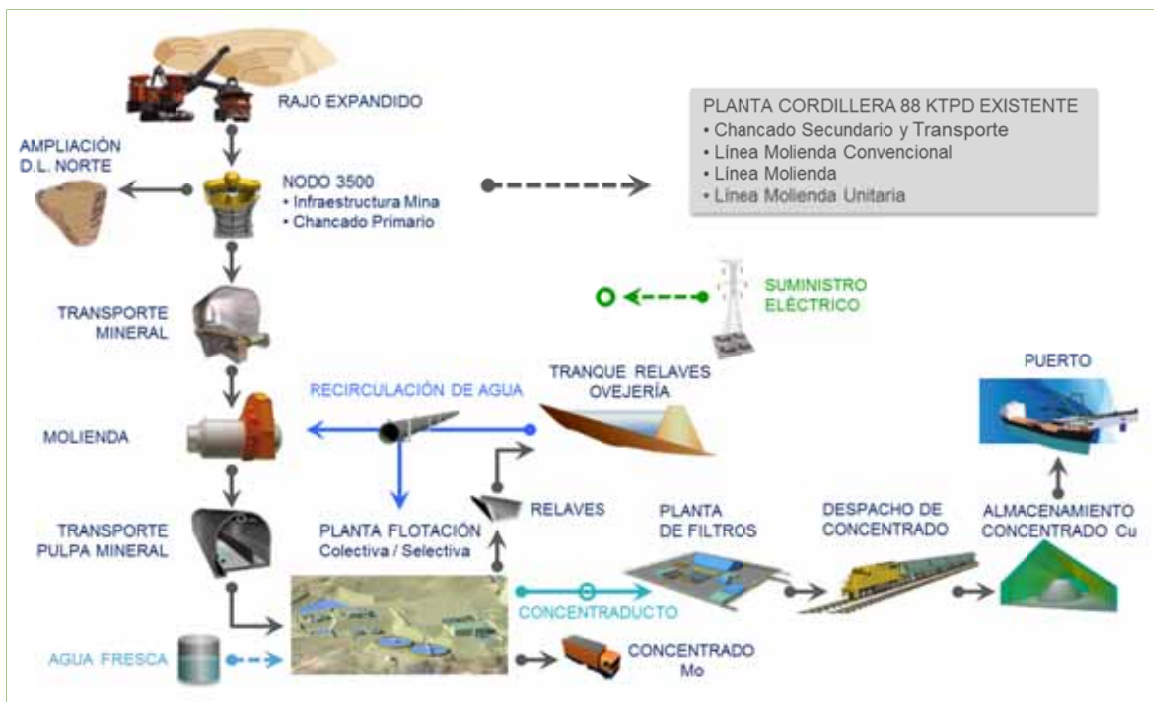 RAJO EXPANDIDO
PLANTA CORDILLERA 88 KTPD EXISTENTE
• Chancado Secundario y Transporte
• Línea Molienda Convencional
• Línea Molienda
• Línea Molienda Unitaria
AMPLIACIÓN
D.L. NORTE
NODO 3500
• Infraestructura Mina
• Chancado Primario
SUMINISTRO
ELÉCTRICO
TRANSPORTE
MINERAL
RECIRCULACIÓN DE AGUA
TRANQUE RELAVES
OVEJERÍA
PUERTO
MOLIENDA
TRANSPORTE
PULPA MINERAL
PLANTA FLOTACIÓN
Colectiva / Selectiva
RELAVES
PLANTA
DE FILTROS
DESPACHO DE
CONCENTRADO
ALMACENAMIENTO
CONCENTRADO Cu
CONCENTRADUCTO
AGUA FRESCA
CONCENTRADO
Mo